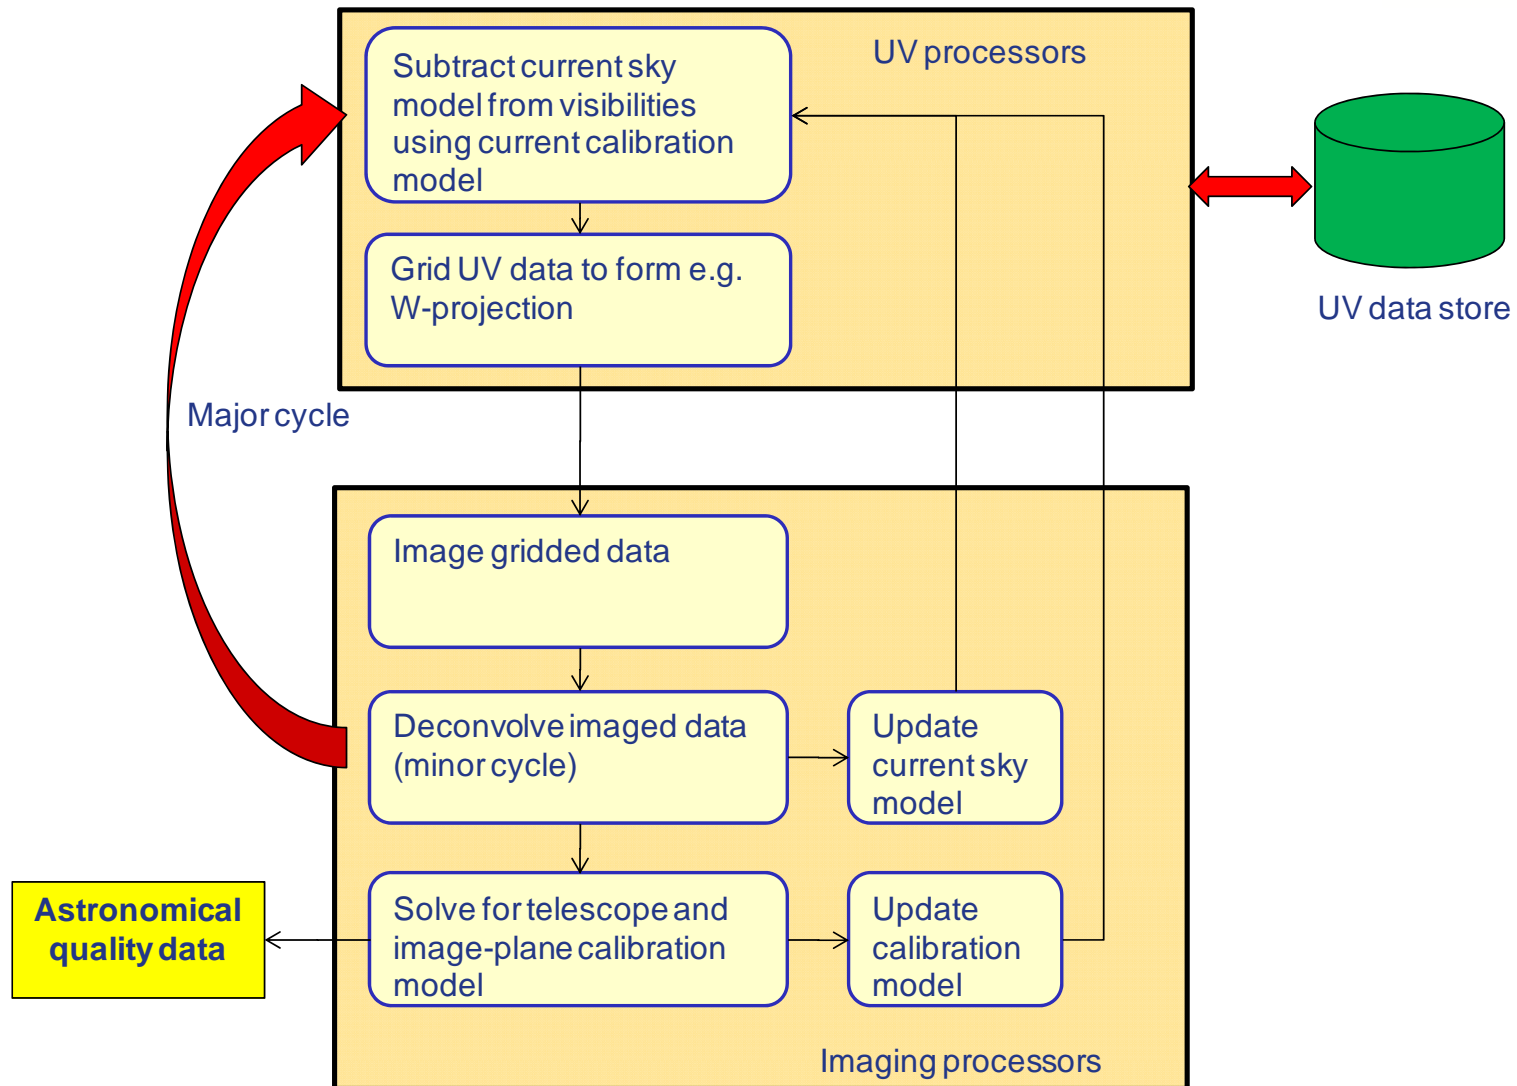 Subtract current sky
model from visibilities
using current calibration
model
UV processors
Grid UV data to form e.g.
W-projection
UV data store
Major cycle
Image gridded data
Deconvolve imaged data
(minor cycle)
Update
current sky
model
Astronomical
quality data
Solve for telescope and
image-plane calibration
model
Update
calibration
model
Imaging processors